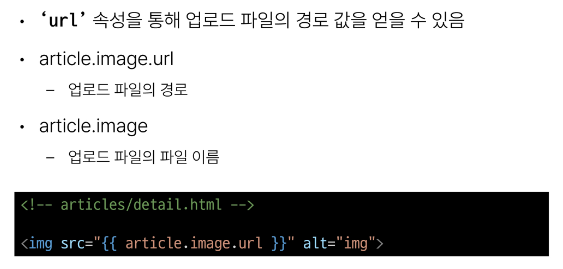 • 'url' 속성을 통해 업로드 파일의 경로 값을 얻을 수 있음
• article.image.url
– 업로드 파일의 경로
• article.image
– 업로드 파일의 파일 이름
<!-- articles/detail.html -->
<img src="{{ article.image.url }}" alt="img">